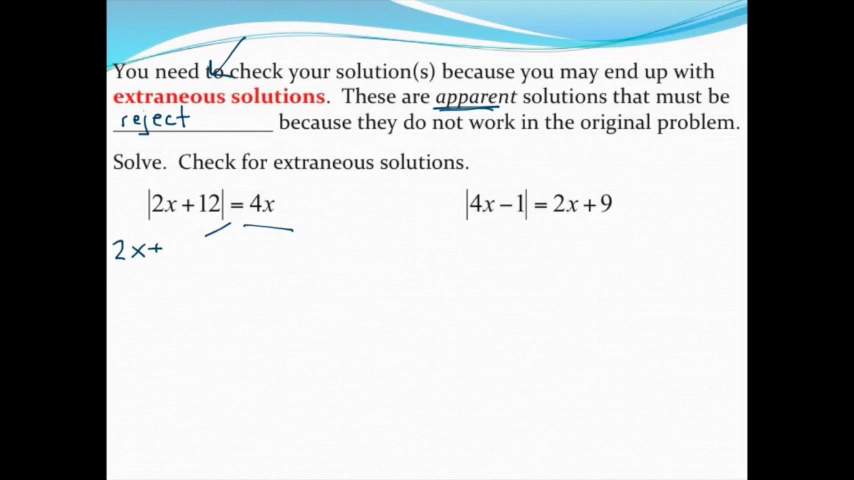 You need to check your solution(s) because you may end up with
extraneous solutions. These are apparent solutions that must be
reject because they do not work in the original problem.
Solve. Check for extraneous solutions.
|2x + 12| = 4x
|4x − 1| = 2x + 9
2x+